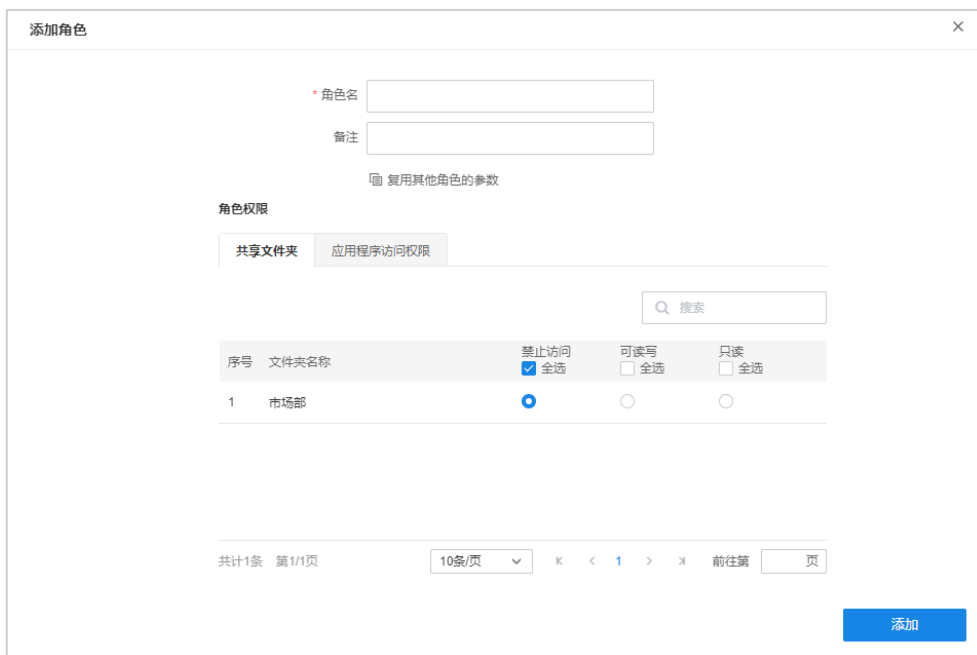 添加角色
* 角色名
备注
复用其他角色的参数
角色权限
共享文件夹 应用程序访问权限
搜索
序号 文件夹名称 禁止访问 可读写 只读
全选 全选 全选
1 市场部
共计1条 第1/1页 10条/页 1 前往第 页
添加